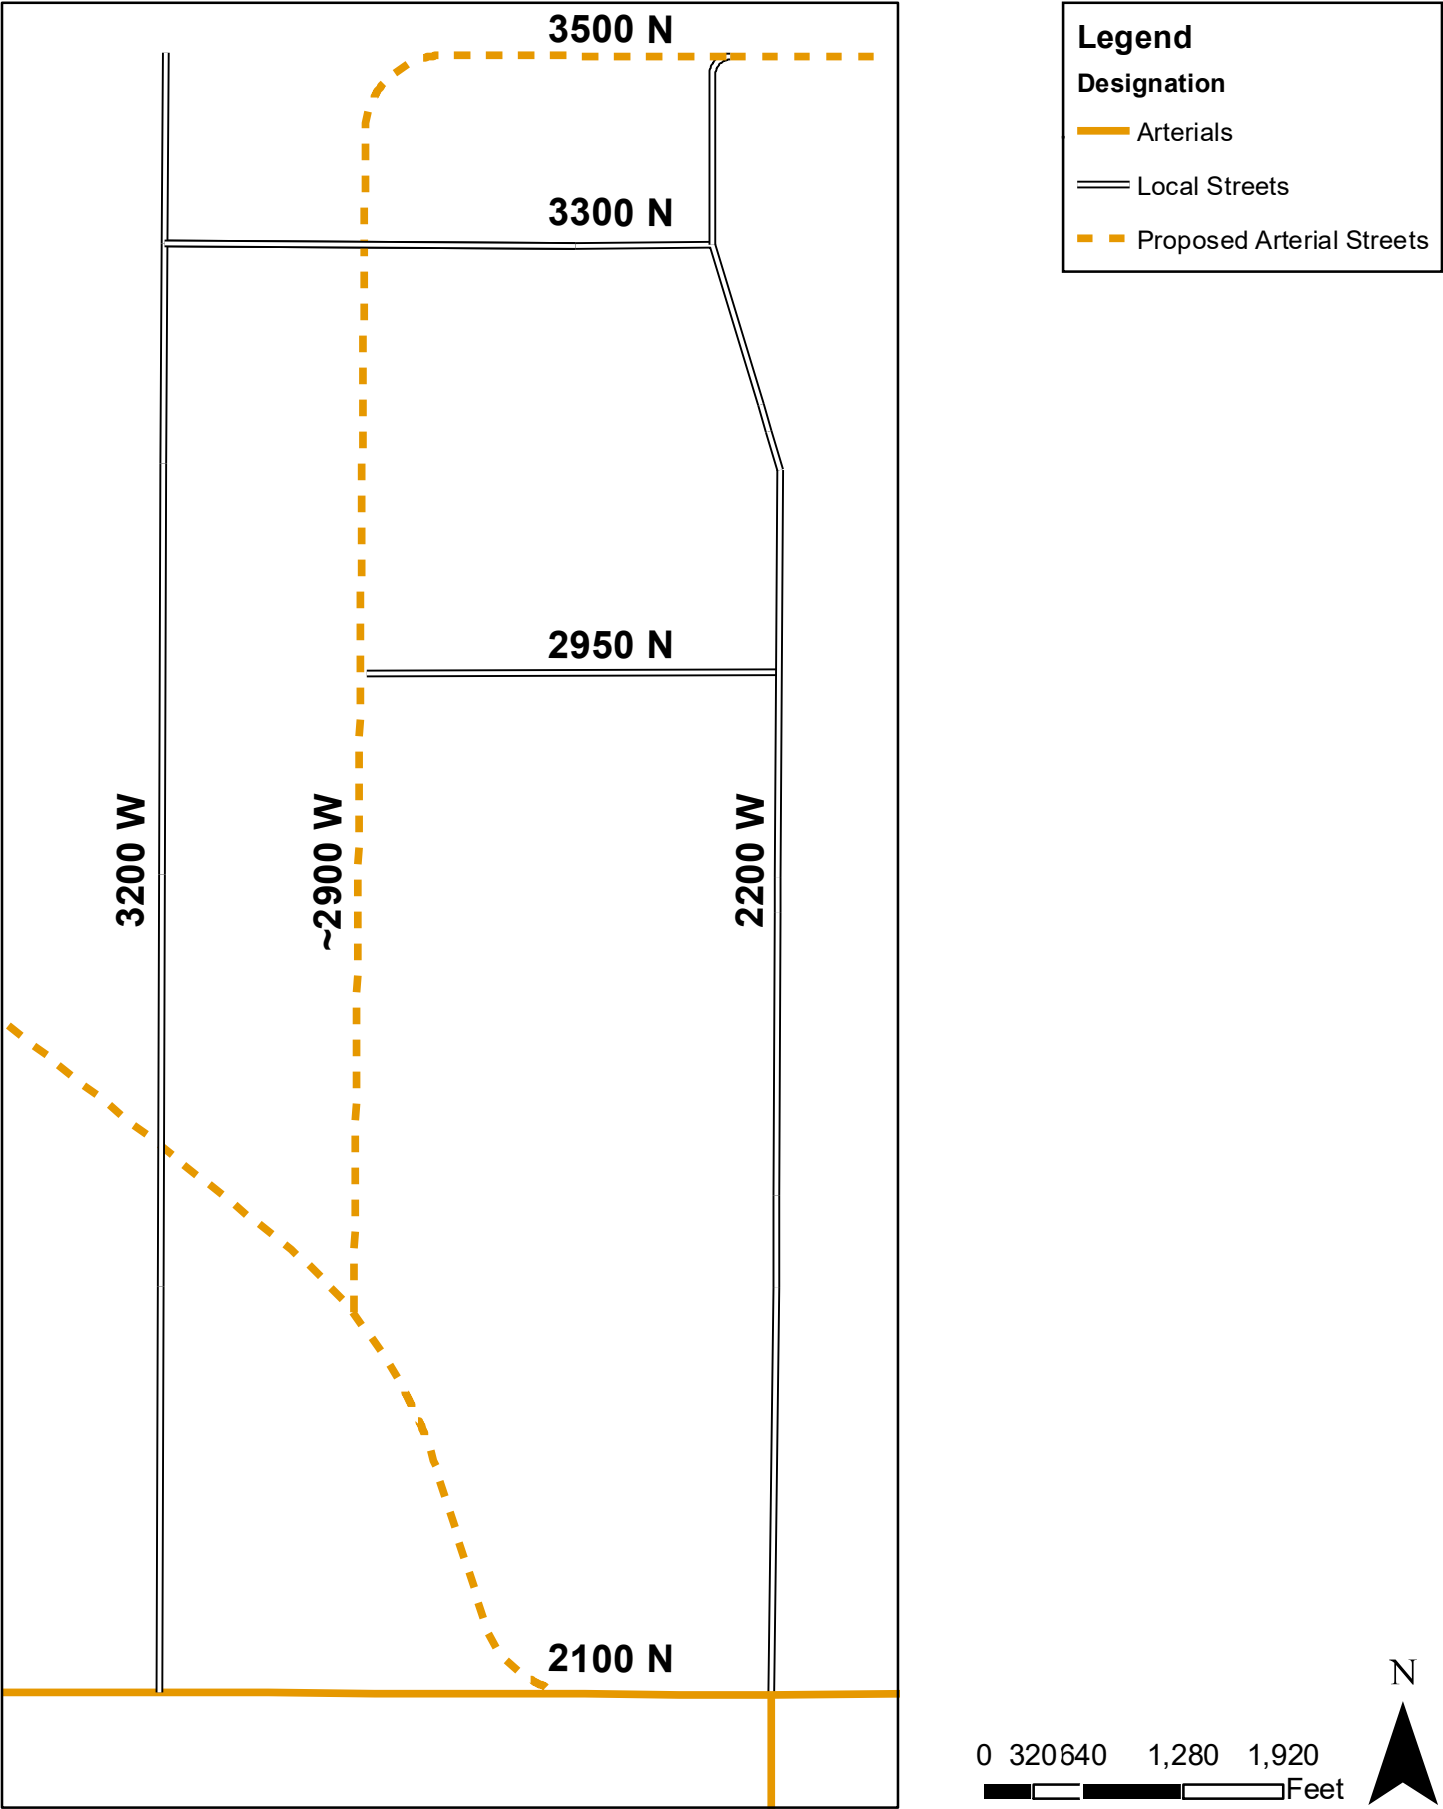 3500 N
3300 N
2950 N
3200 W
~2900 W
2200 W
2100 N
Legend
Designation
Arterials
Local Streets
Proposed Arterial Streets
N
0 320 640 1,280 1,920
Feet